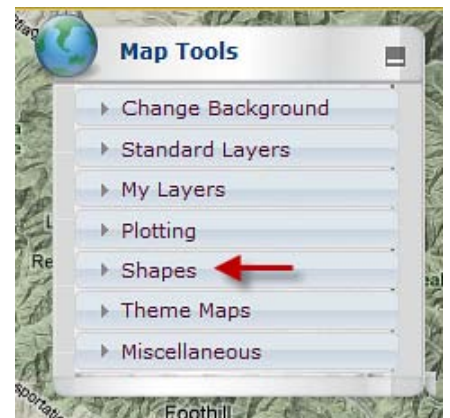 Map Tools
Change Background
Standard Layers
My Layers
Plotting
Shapes
Theme Maps
Miscellaneous
Foothill